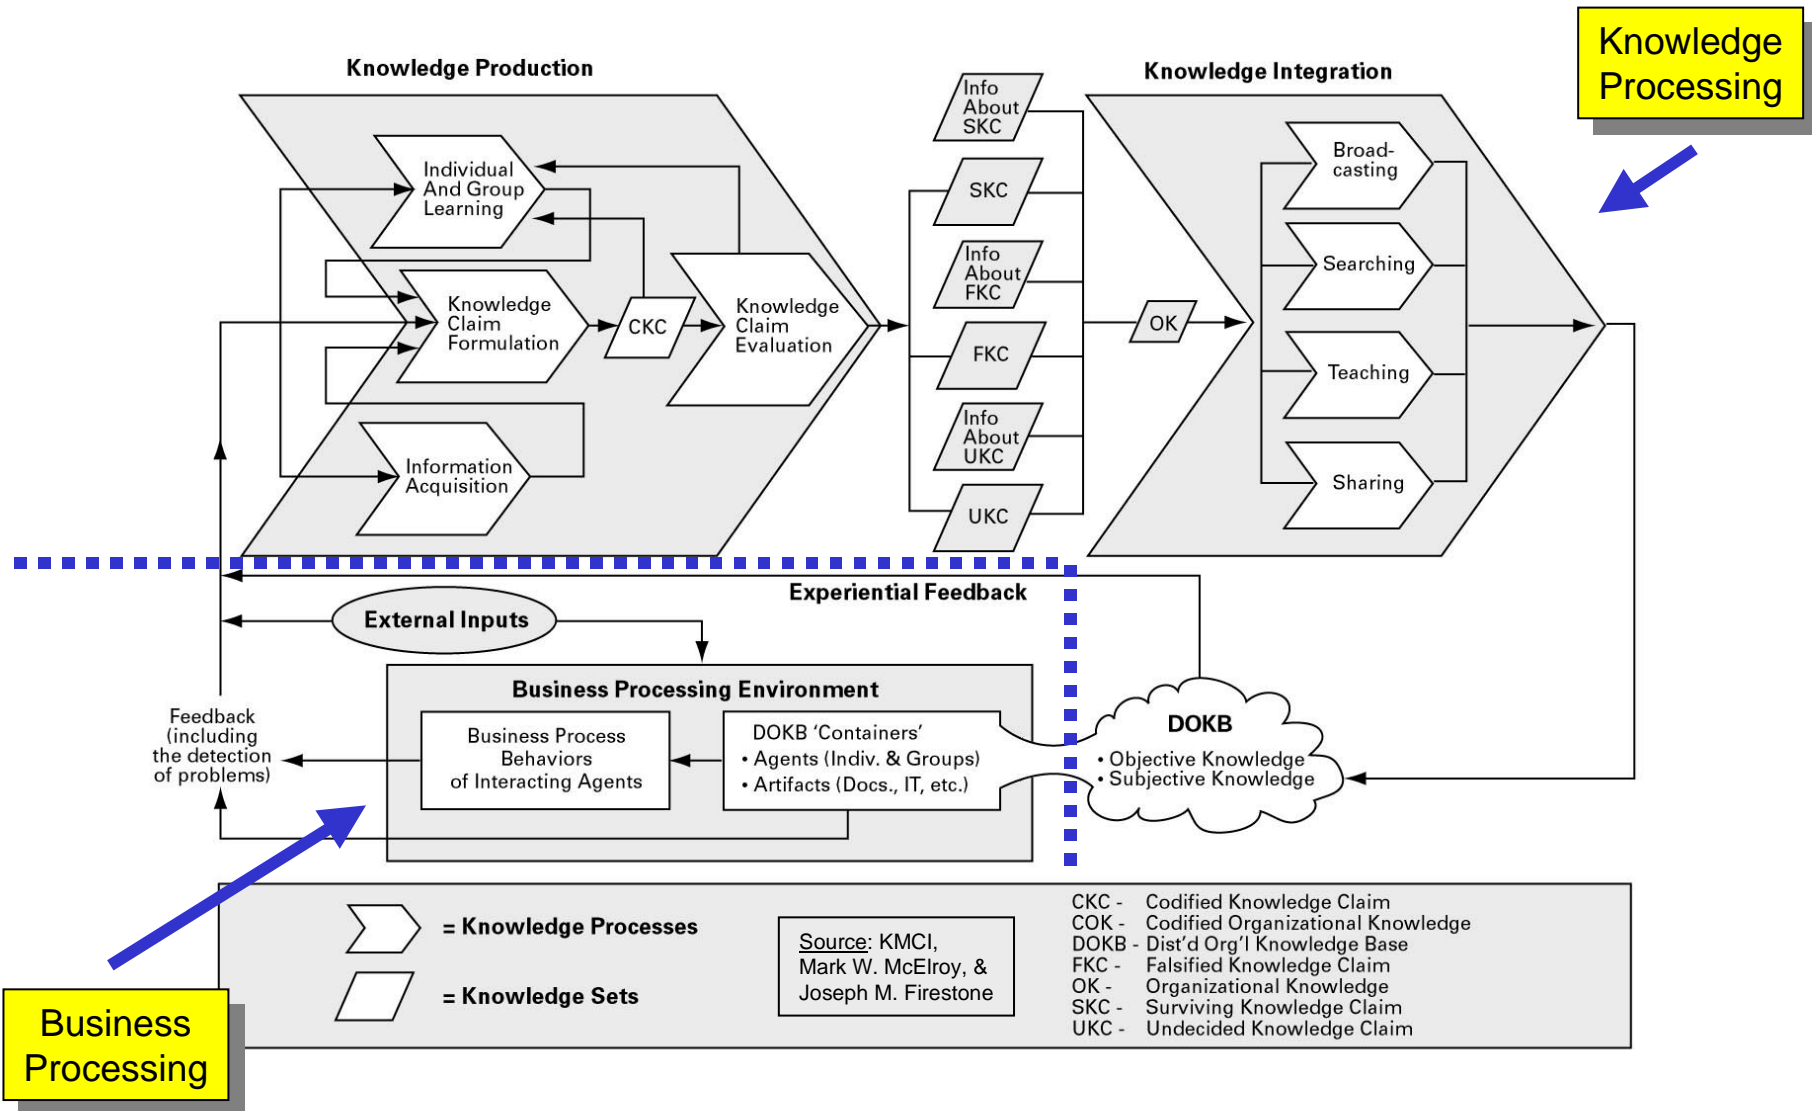 Knowledge
Processing
Knowledge Production
Knowledge Integration
Individual
And Group
Learning
Knowledge
Claim
Formulation
CKC
Knowledge
Claim
Evaluation
Information
Acquisition
Info
About
SKC
SKC
Info
About
FKC
FKC
Info
About
UKC
UKC
OK
Broad-
casting
Searching
Teaching
Sharing
Experiential Feedback
External Inputs
Business Processing Environment
Feedback
(including
the detection
of problems)
Business Process
Behaviors
of Interacting Agents
DOKB ‘Containers’
• Agents (Indiv. & Groups)
• Artifacts (Docs., IT, etc.)
DOKB
• Objective Knowledge
• Subjective Knowledge
= Knowledge Processes
= Knowledge Sets
Source: KMCI,
Mark W. McElroy, &
Joseph M. Firestone
CKC - Codified Knowledge Claim
COK - Codified Organizational Knowledge
DOKB - Dist’d Org’l Knowledge Base
FKC - Falsified Knowledge Claim
OK - Organizational Knowledge
SKC - Surviving Knowledge Claim
UKC - Undecided Knowledge Claim
Business
Processing